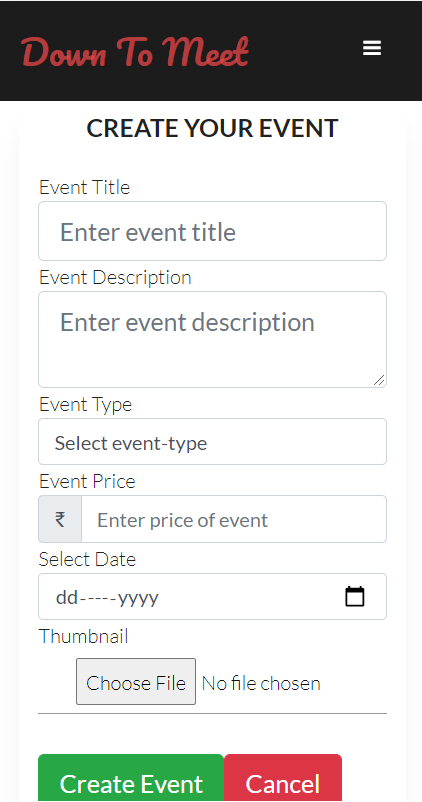 Down To Meet
CREATE YOUR EVENT
Event Title
Enter event title
Event Description
Enter event description
Event Type
Select event-type
Event Price
₹ Enter price of event
Select Date
dd-----yyyy
Thumbnail
Choose File No file chosen
Create Event Cancel